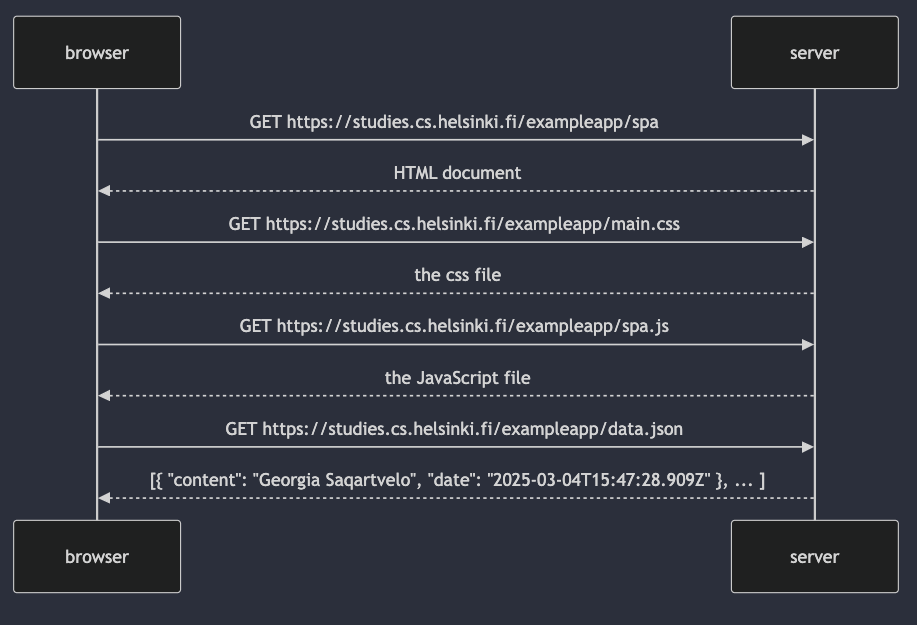 browser
server
GET https://studies.cs.helsinki.fi/exampleapp/spa
HTML document
GET https://studies.cs.helsinki.fi/exampleapp/main.css
the css file
GET https://studies.cs.helsinki.fi/exampleapp/spa.js
the JavaScript file
GET https://studies.cs.helsinki.fi/exampleapp/data.json
[{ "content": "Georgia Saqartvelo", "date": "2025-03-04T15:47:28.909Z" }, ... ]
browser
server